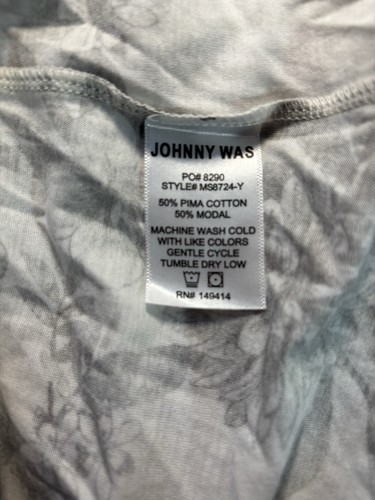 JOHNNY WAS
PO# 8290
STYLE# MS8724-Y
50% PIMA COTTON
50% MODAL
MACHINE WASH COLD
WITH LIKE COLORS
GENTLE CYCLE
TUMBLE DRY LOW
RN# 149414